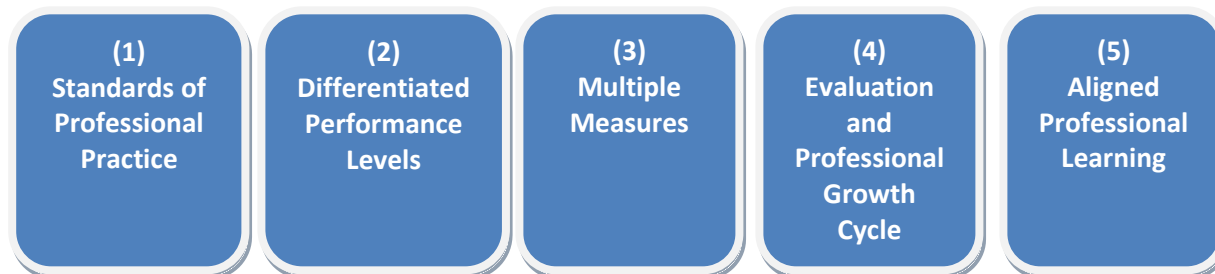 (1)
Standards of
Professional
Practice
(2)
Differentiated
Performance
Levels
(3)
Multiple
Measures
(4)
Evaluation
and
Professional
Growth
Cycle
(5)
Aligned
Professional
Learning